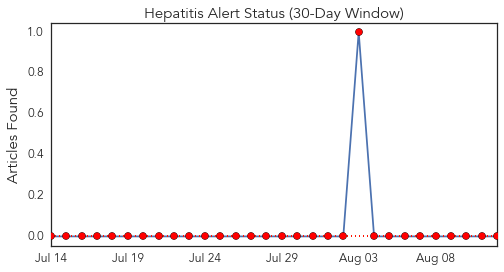 Hepatitis Alert Status (30-Day Window)
Articles Found
1.0
0.8
0.6
0.4
0.2
0.0
Jul 14 Jul 19 Jul 24 Jul 29 Aug 03 Aug 08